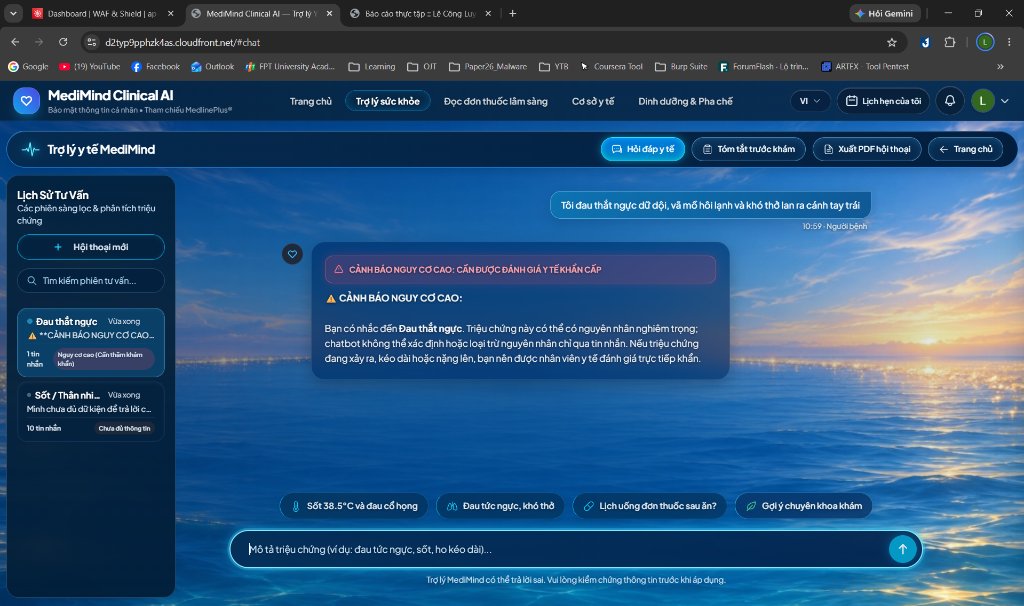 Dashboard | WAF & Shield | ap
MediMind Clinical AI — Trợ lý Y
Báo cáo thực tập :: Lê Công Luy
Hỏi Gemini
d2typ9pphzk4as.cloudfront.net/#chat
Google
(19) YouTube
Facebook
Outlook
FPT University Acad...
Learning
OJT
Paper26_Malware
YTB
Coursera Tool
Burp Suite
ForumFlash - Lộ trìn...
ARTEX - Tool Pentest
MediMind Clinical AI
Bảo mật thông tin cá nhân • Tham chiếu MedlinePlus®
Trang chủ
Trợ lý sức khỏe
Đọc đơn thuốc lâm sàng
Cơ sở y tế
Dinh dưỡng & Pha chế
VI
Lịch hẹn của tôi
L
Trợ lý y tế MediMind
Hỏi đáp y tế
Tóm tắt trước khám
Xuất PDF hội thoại
Trang chủ
Lịch Sử Tư Vấn
Các phiên sàng lọc & phân tích triệu
chứng
+ Hội thoại mới
Tìm kiếm phiên tư vấn...
Đau thắt ngực Vừa xong
⚠ **CẢNH BÁO NGUY CƠ CAO...
1 tin
nhắn
Nguy cơ cao (Cần thăm khám
khẩn)
Sốt / Thân nhi... Vừa xong
Mình chưa đủ dữ kiện để trả lời c...
10 tin nhắn
Chưa đủ thông tin
Tôi đau thắt ngực dữ dội, vã mồ hôi lạnh và khó thở lan ra cánh tay trái
10:59 · Người bệnh
CẢNH BÁO NGUY CƠ CAO: CẦN ĐƯỢC ĐÁNH GIÁ Y TẾ KHẨN CẤP
⚠ CẢNH BÁO NGUY CƠ CAO:
Bạn có nhắc đến Đau thắt ngực. Triệu chứng này có thể có nguyên nhân nghiêm trọng;
chatbot không thể xác định hoặc loại trừ nguyên nhân chỉ qua tin nhắn. Nếu triệu chứng
đang xảy ra, kéo dài hoặc nặng lên, bạn nên được nhân viên y tế đánh giá trực tiếp khẩn.
Sốt 38.5°C và đau cổ họng
Đau tức ngực, khó thở
Lịch uống đơn thuốc sau ăn?
Gợi ý chuyên khoa khám
Mô tả triệu chứng (ví dụ: đau tức ngực, sốt, ho kéo dài)...
Trợ lý MediMind có thể trả lời sai. Vui lòng kiểm chứng thông tin trước khi áp dụng.